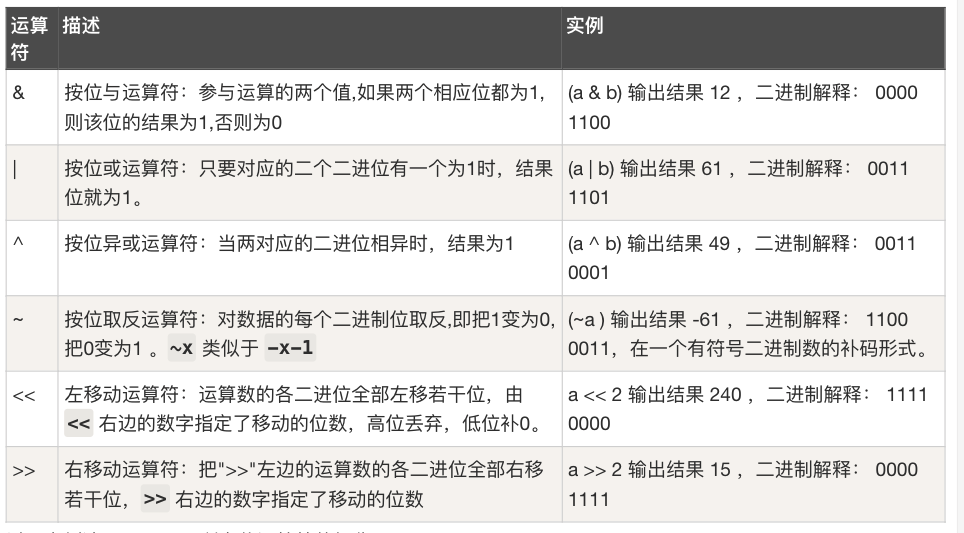 运算符 描述 实例
& 按位与运算符：参与运算的两个值,如果两个相应位都为1,
则该位的结果为1,否则为0
(a & b) 输出结果 12 ，二进制解释： 0000
1100
| 按位或运算符：只要对应的二个二进位有一个为1时，结果
位就为1。
(a | b) 输出结果 61 ，二进制解释： 0011
1101
^ 按位异或运算符：当两对应的二进位相异时，结果为1
(a ^ b) 输出结果 49 ，二进制解释： 0011
0001
~ 按位取反运算符：对数据的每个二进制位取反,即把1变为0,
把0变为1 。~x 类似于 -x-1
(~a ) 输出结果 -61 ，二进制解释： 1100
0011，在一个有符号二进制数的补码形式。
<< 左移动运算符：运算数的各二进位全部左移若干位，由
<< 右边的数字指定了移动的位数，高位丢弃，低位补0。
a << 2 输出结果 240 ，二进制解释： 1111
0000
>> 右移动运算符：把">>"左边的运算数的各二进位全部右移
若干位， >> 右边的数字指定了移动的位数
a >> 2 输出结果 15 ，二进制解释： 0000
1111